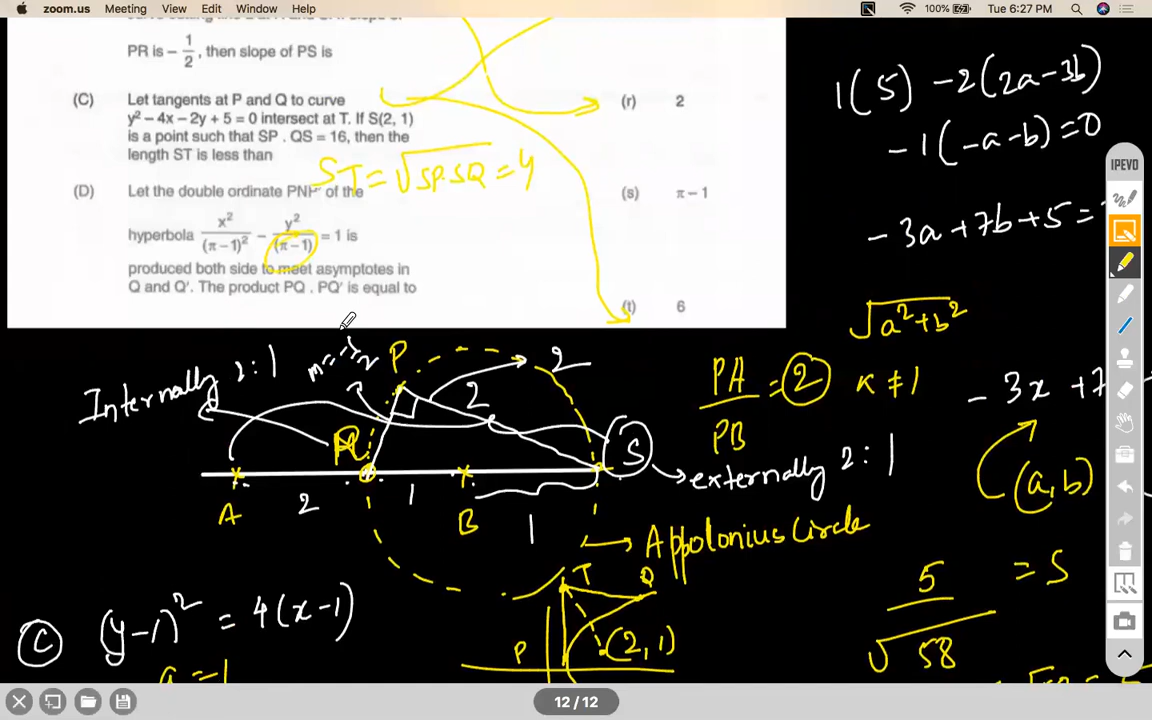 zoom.us Meeting View Edit Window Help 100% Tue 6:27 PM
PR is – 1/2, then slope of PS is
(C) Let tangents at P and Q to curve
y² – 4x – 2y + 5 = 0 intersect at T. If S(2, 1)
is a point such that SP . QS = 16, then the
length ST is less than
(r) 2
ST = √SP.SQ = 4
(D) Let the double ordinate PNP' of the
hyperbola x²/(π – 1)² – y²/(π – 1) = 1 is
produced both side to meet asymptotes in
Q and Q'. The product PQ . PQ' is equal to
(s) π – 1
(t) 6
1(5) -2(2a-3b)
-1(-a-b)=0
-3a+7b+5=
√a²+b²
-3x +7
(a,b)
5/√58 = S
IPEVO
Internally 2:1
P
2
2
S
A
2
1
B
1
PA/PB = 2 K≠1
externally 2:1
Appolonius Circle
T
Q
P
(2,1)
C (y-1)² = 4(x-1)
a=1
12 / 12